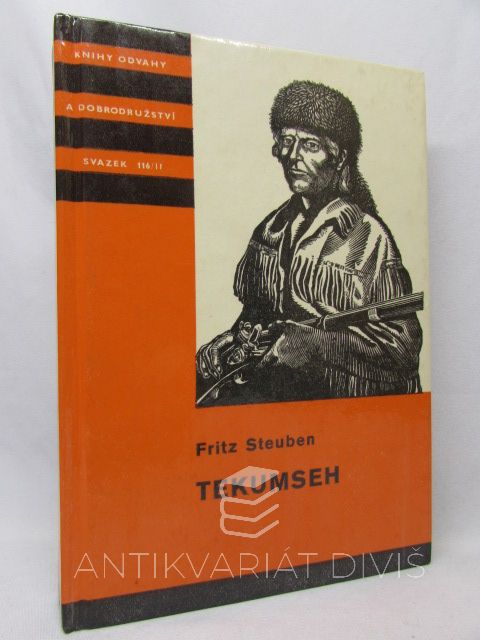 KNIHY ODVAHY
A DOBRODRUŽSTVÍ
SVAZEK 116/II
Fritz Steuben
TEKUMSEH
ANTIKVARIÁT DIVIŠ